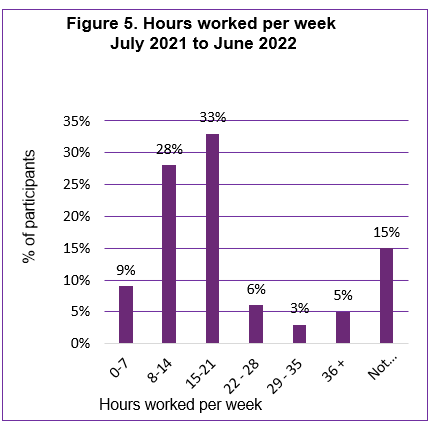 Figure 5. Hours worked per week
July 2021 to June 2022
% of participants
35%
30%
25%
20%
15%
10%
5%
0%
9%
28%
33%
6%
3%
5%
15%
0-7
8-14
15-21
22 - 28
29 - 35
36 +
Not...
Hours worked per week